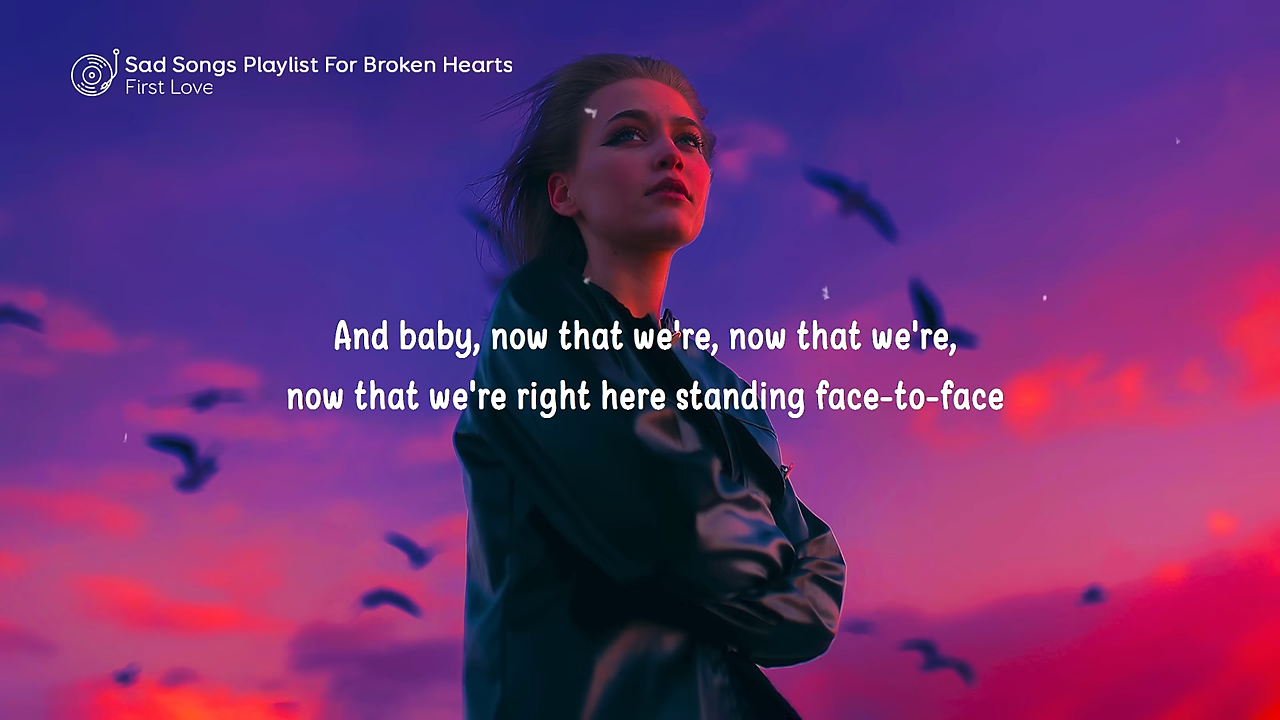 Sad Songs Playlist For Broken Hearts
First Love
And baby, now that we're, now that we're,
now that we're right here standing face-to-face